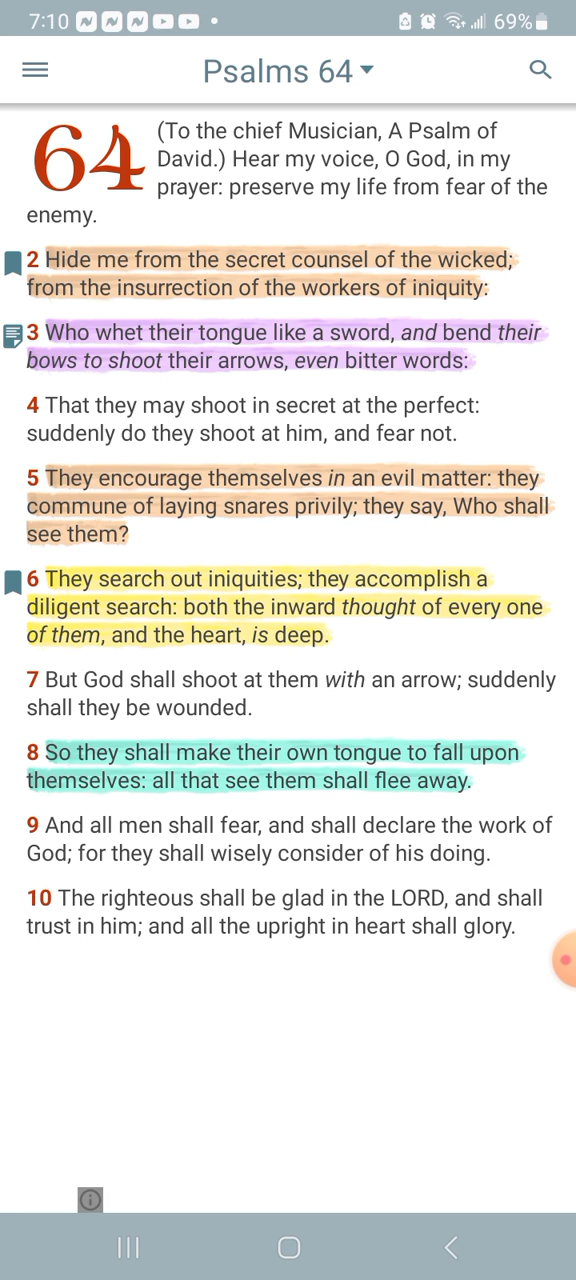 7:10 69%
Psalms 64
64 (To the chief Musician, A Psalm of
David.) Hear my voice, O God, in my
prayer: preserve my life from fear of the
enemy.
2 Hide me from the secret counsel of the wicked;
from the insurrection of the workers of iniquity:
3 Who whet their tongue like a sword, and bend their
bows to shoot their arrows, even bitter words:
4 That they may shoot in secret at the perfect:
suddenly do they shoot at him, and fear not.
5 They encourage themselves in an evil matter: they
commune of laying snares privily; they say, Who shall
see them?
6 They search out iniquities; they accomplish a
diligent search: both the inward thought of every one
of them, and the heart, is deep.
7 But God shall shoot at them with an arrow; suddenly
shall they be wounded.
8 So they shall make their own tongue to fall upon
themselves: all that see them shall flee away.
9 And all men shall fear, and shall declare the work of
God; for they shall wisely consider of his doing.
10 The righteous shall be glad in the LORD, and shall
trust in him; and all the upright in heart shall glory.